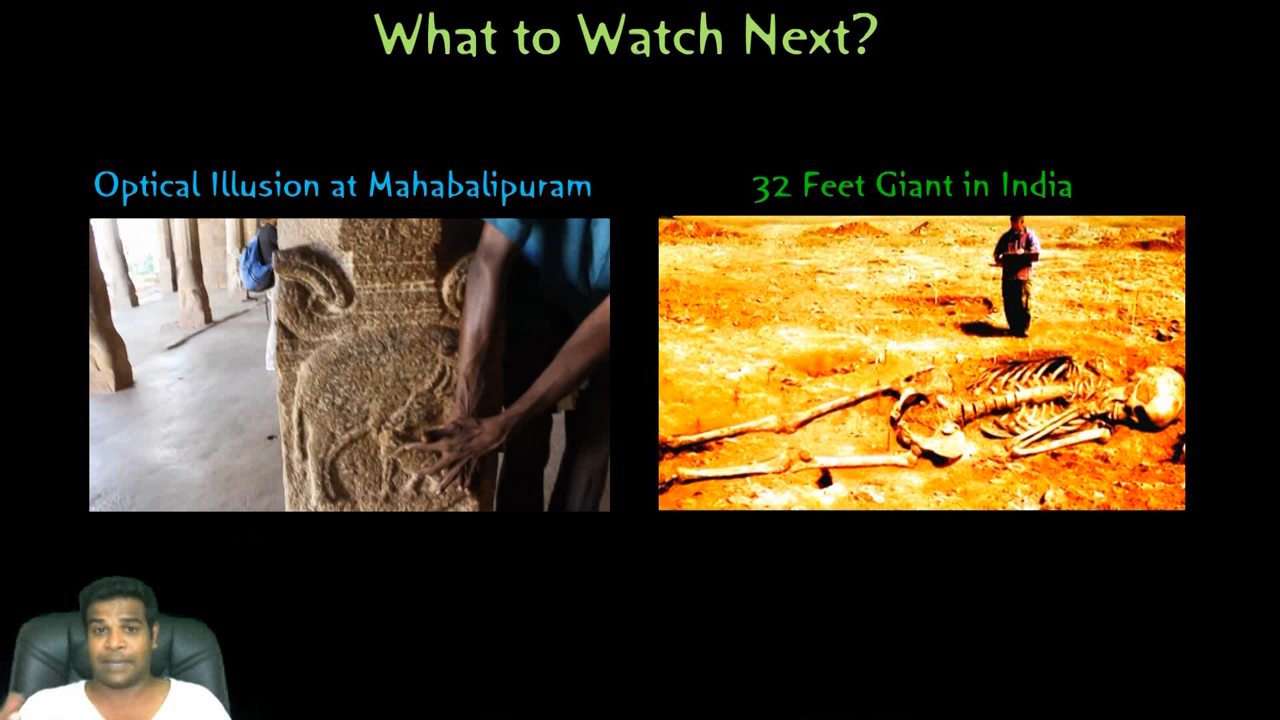 What to Watch Next?
Optical Illusion at Mahabalipuram
32 Feet Giant in India